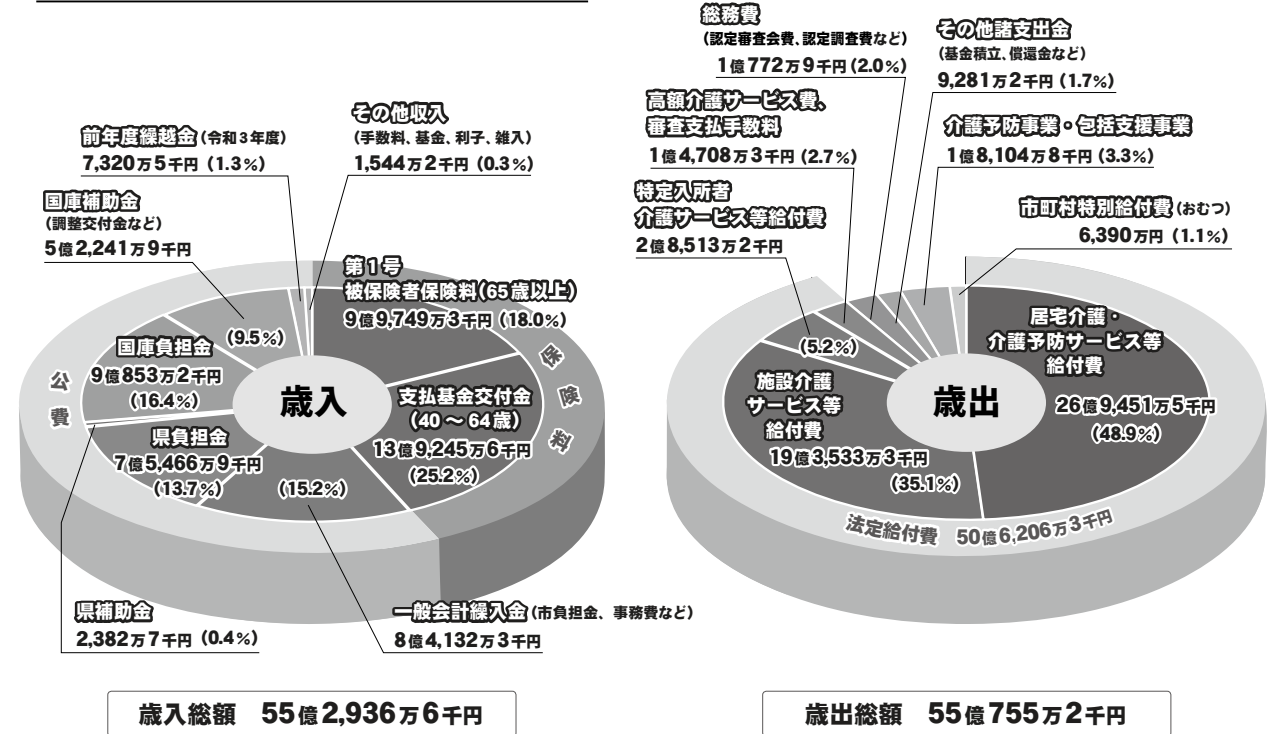 前年度繰越金（令和３年度）
7,320万5千円（1.3%）
その他収入
（手数料、基金、利子、雑入）
1,544万2千円（0.3%）
国庫補助金
（調整交付金など）
5億2,241万9千円
（9.5%）
第１号
被保険者保険料（65歳以上）
9億9,749万3千円（18.0%）
国庫負担金
9億853万2千円
（16.4%）
公費
保険料
歳入
支払基金交付金
（40～64歳）
13億9,245万6千円
（25.2%）
県負担金
7億5,466万9千円
（13.7%）
（15.2%）
県補助金
2,382万7千円（0.4%）
一般会計繰入金（市負担金、事務費など）
8億4,132万3千円
歳入総額　55億2,936万6千円
総務費
（認定審査会費、認定調査費など）
1億772万9千円（2.0%）
その他諸支出金
（基金積立、償還金など）
9,281万2千円（1.7%）
高額介護サービス費、
審査支払手数料
1億4,708万3千円（2.7%）
介護予防事業・包括支援事業
1億8,104万8千円（3.3%）
特定入所者
介護サービス等給付費
2億8,513万2千円
（5.2%）
市町村特別給付費（おむつ）
6,390万円（1.1%）
居宅介護・
介護予防サービス等
給付費
26億9,451万5千円
（48.9%）
歳出
施設介護
サービス等
給付費
19億3,533万3千円
（35.1%）
法定給付費　50億6,206万3千円
歳出総額　55億755万2千円